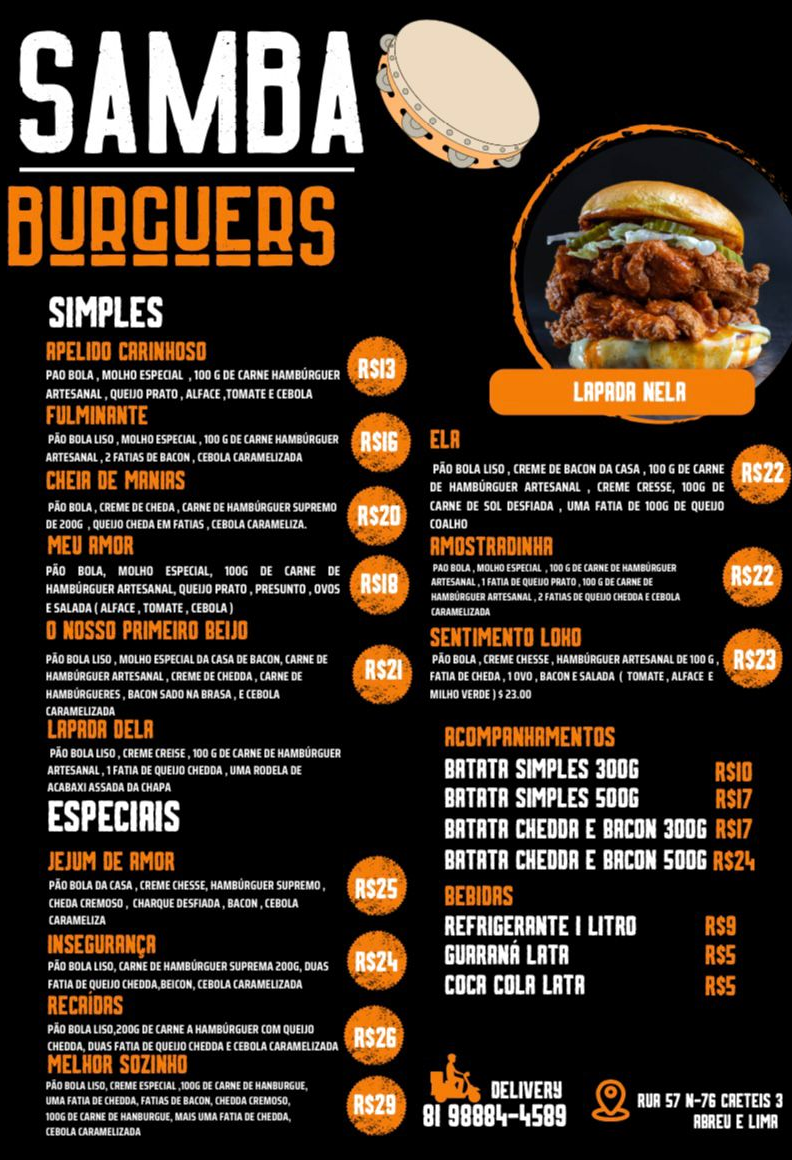 SAMBA
BURGUERS
SIMPLES
APELIDO CARINHOSO
PAO BOLA , MOLHO ESPECIAL , 100 G DE CARNE HAMBÚRGUER
ARTESANAL , QUEIJO PRATO , ALFACE ,TOMATE E CEBOLA
R$13
FULMINANTE
PÃO BOLA LISO , MOLHO ESPECIAL , 100 G DE CARNE HAMBÚRGUER
ARTESANAL , 2 FATIAS DE BACON , CEBOLA CARAMELIZADA
R$16
CHEIA DE MANIAS
PÃO BOLA , CREME DE CHEDA , CARNE DE HAMBÚRGUER SUPREMO
DE 200G , QUEIJO CHEDA EM FATIAS , CEBOLA CARAMELIZA.
R$20
MEU AMOR
PÃO BOLA, MOLHO ESPECIAL, 100G DE CARNE DE
HAMBÚRGUER ARTESANAL, QUEIJO PRATO , PRESUNTO , OVOS
E SALADA ( ALFACE , TOMATE , CEBOLA )
R$18
O NOSSO PRIMEIRO BEIJO
PÃO BOLA LISO , MOLHO ESPECIAL DA CASA DE BACON, CARNE DE
HAMBÚRGUER ARTESANAL , CREME DE CHEDDA , CARNE DE
HAMBÚRGUERES , BACON SADO NA BRASA , E CEBOLA
CARAMELIZADA
R$21
LAPADA DELA
PÃO BOLA LISO , CREME CREISE , 100 G DE CARNE DE HAMBÚRGUER
ARTESANAL , 1 FATIA DE QUEIJO CHEDDA , UMA RODELA DE
ACABAXI ASSADA DA CHAPA
ESPECIAIS
JEJUM DE AMOR
PÃO BOLA DA CASA , CREME CHESSE, HAMBÚRGUER SUPREMO ,
CHEDA CREMOSO , CHARQUE DESFIADA , BACON , CEBOLA
CARAMELIZA
R$25
INSEGURANÇA
PÃO BOLA LISO, CARNE DE HAMBÚRGUER SUPREMA 200G, DUAS
FATIA DE QUEIJO CHEDDA,BEICON, CEBOLA CARAMELIZADA
R$24
RECAÍDAS
PÃO BOLA LISO,200G DE CARNE A HAMBÚRGUER COM QUEIJO
CHEDDA, DUAS FATIA DE QUEIJO CHEDDA E CEBOLA CARAMELIZADA
R$26
MELHOR SOZINHO
PÃO BOLA LISO, CREME ESPECIAL ,100G DE CARNE DE HANBURGUE,
UMA FATIA DE CHEDDA, FATIAS DE BACON, CHEDDA CREMOSO,
100G DE CARNE DE HANBURGUE, MAIS UMA FATIA DE CHEDDA,
CEBOLA CARAMELIZADA
R$29
LAPADA NELA
ELA
PÃO BOLA LISO , CREME DE BACON DA CASA , 100 G DE CARNE
DE HAMBÚRGUER ARTESANAL , CREME CRESSE, 100G DE
CARNE DE SOL DESFIADA , UMA FATIA DE 100G DE QUEIJO
COALHO
R$22
AMOSTRADINHA
PAO BOLA , MOLHO ESPECIAL , 100 G DE CARNE DE HAMBÚRGUER
ARTESANAL , 1 FATIA DE QUEIJO PRATO , 100 G DE CARNE DE
HAMBÚRGUER ARTESANAL , 2 FATIAS DE QUEIJO CHEDDA E CEBOLA
CARAMELIZADA
R$22
SENTIMENTO LOKO
PÃO BOLA , CREME CHESSE , HAMBÚRGUER ARTESANAL DE 100 G ,
FATIA DE CHEDA , 1 OVO , BACON E SALADA ( TOMATE , ALFACE E
MILHO VERDE ) $ 23.00
R$23
ACOMPANHAMENTOS
BATATA SIMPLES 300G R$10
BATATA SIMPLES 500G R$17
BATATA CHEDDA E BACON 300G R$17
BATATA CHEDDA E BACON 500G R$24
BEBIDAS
REFRIGERANTE 1 LITRO R$9
GUARANÁ LATA R$5
COCA COLA LATA R$5
DELIVERY
81 98884-4589
RUA 57 N-76 CAETEIS 3
ABREU E LIMA